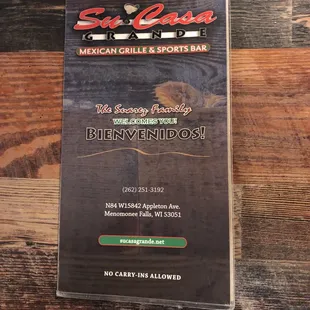 Su Casa
GRANDE
MEXICAN GRILLE & SPORTS BAR
The Suarez Family
WELCOMES YOU!
BIENVENIDOS!
(262) 251-3192
N84 W15842 Appleton Ave.
Menomonee Falls, WI 53051
sucasagrande.net
NO CARRY-INS ALLOWED